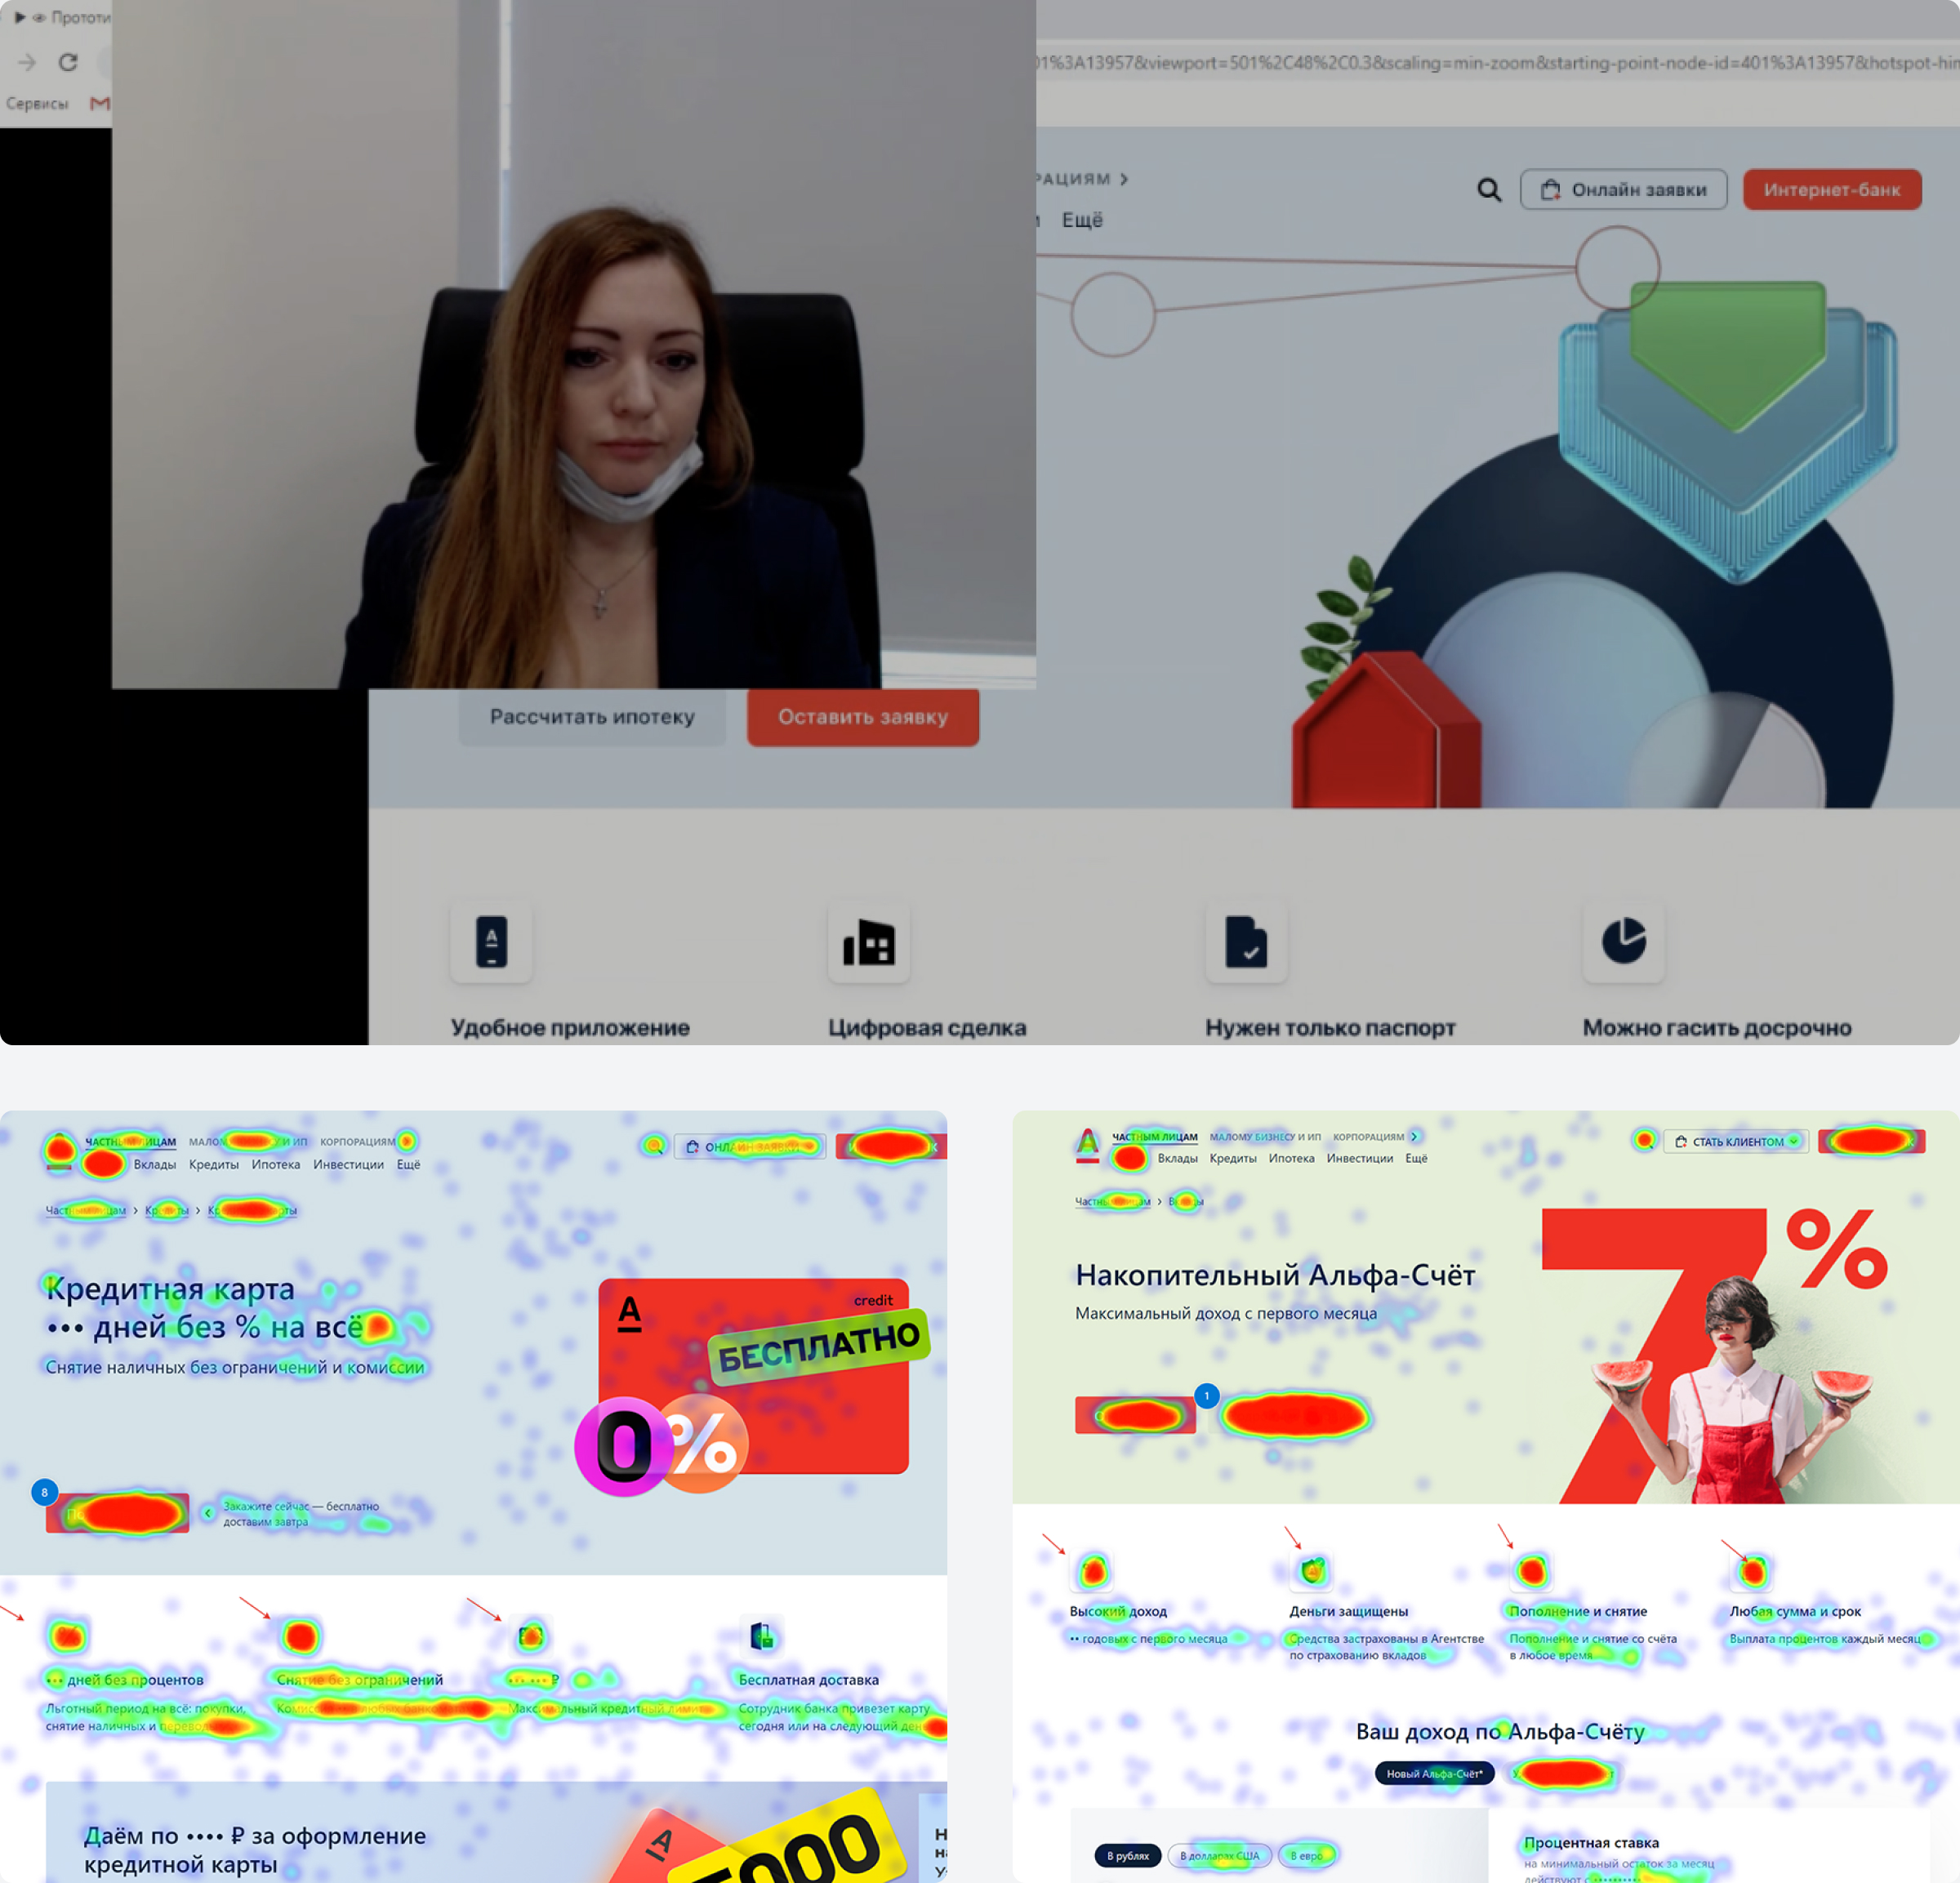 Прототи
01%3A13957&viewport=501%2C48%2C0.3&scaling=min-zoom&starting-point-node-id=401%3A13957&hotspot-hin
Сервисы
РАЦИЯМ
Онлайн заявки
Интернет-банк
Ещё
Рассчитать ипотеку
Оставить заявку
A
Удобное приложение
Цифровая сделка
Нужен только паспорт
Можно гасить досрочно
ЧАСТНЫМ ЛИЦАМ
МАЛОМУ БИЗНЕСУ И ИП
КОРПОРАЦИЯМ
ОНЛАЙН ЗАЯВКИ
Вклады
Кредиты
Ипотека
Инвестиции
Ещё
Частным лицам
Кредиты
Кредитная карта
••• дней без % на всё
Снятие наличных без ограничений и комиссии
A
credit
БЕСПЛАТНО
0%
8
Закажите сейчас — бесплатно
доставим завтра
••• дней без процентов
Снятие без ограничений
₽
Бесплатная доставка
Льготный период на всё: покупки,
снятие наличных и переводы
Максимальный кредитный лимит
Сотрудник банка привезет карту
сегодня или на следующий день
Даём по •••• ₽ за оформление
кредитной карты
A
5000
ЧАСТНЫМ ЛИЦАМ
МАЛОМУ БИЗНЕСУ И ИП
КОРПОРАЦИЯМ
СТАТЬ КЛИЕНТОМ
Вклады
Кредиты
Ипотека
Инвестиции
Ещё
Частным лицам
Вклады
7%
Накопительный Альфа-Счёт
Максимальный доход с первого месяца
1
Высокий доход
Деньги защищены
Пополнение и снятие
Любая сумма и срок
•• годовых с первого месяца
Средства застрахованы в Агентстве
по страхованию вкладов
Пополнение и снятие со счёта
в любое время
Выплата процентов каждый месяц
Ваш доход по Альфа-Счёту
Новый Альфа-Счёт*
В рублях
В долларах США
В евро
Процентная ставка
на минимальный остаток за месяц
действуют с